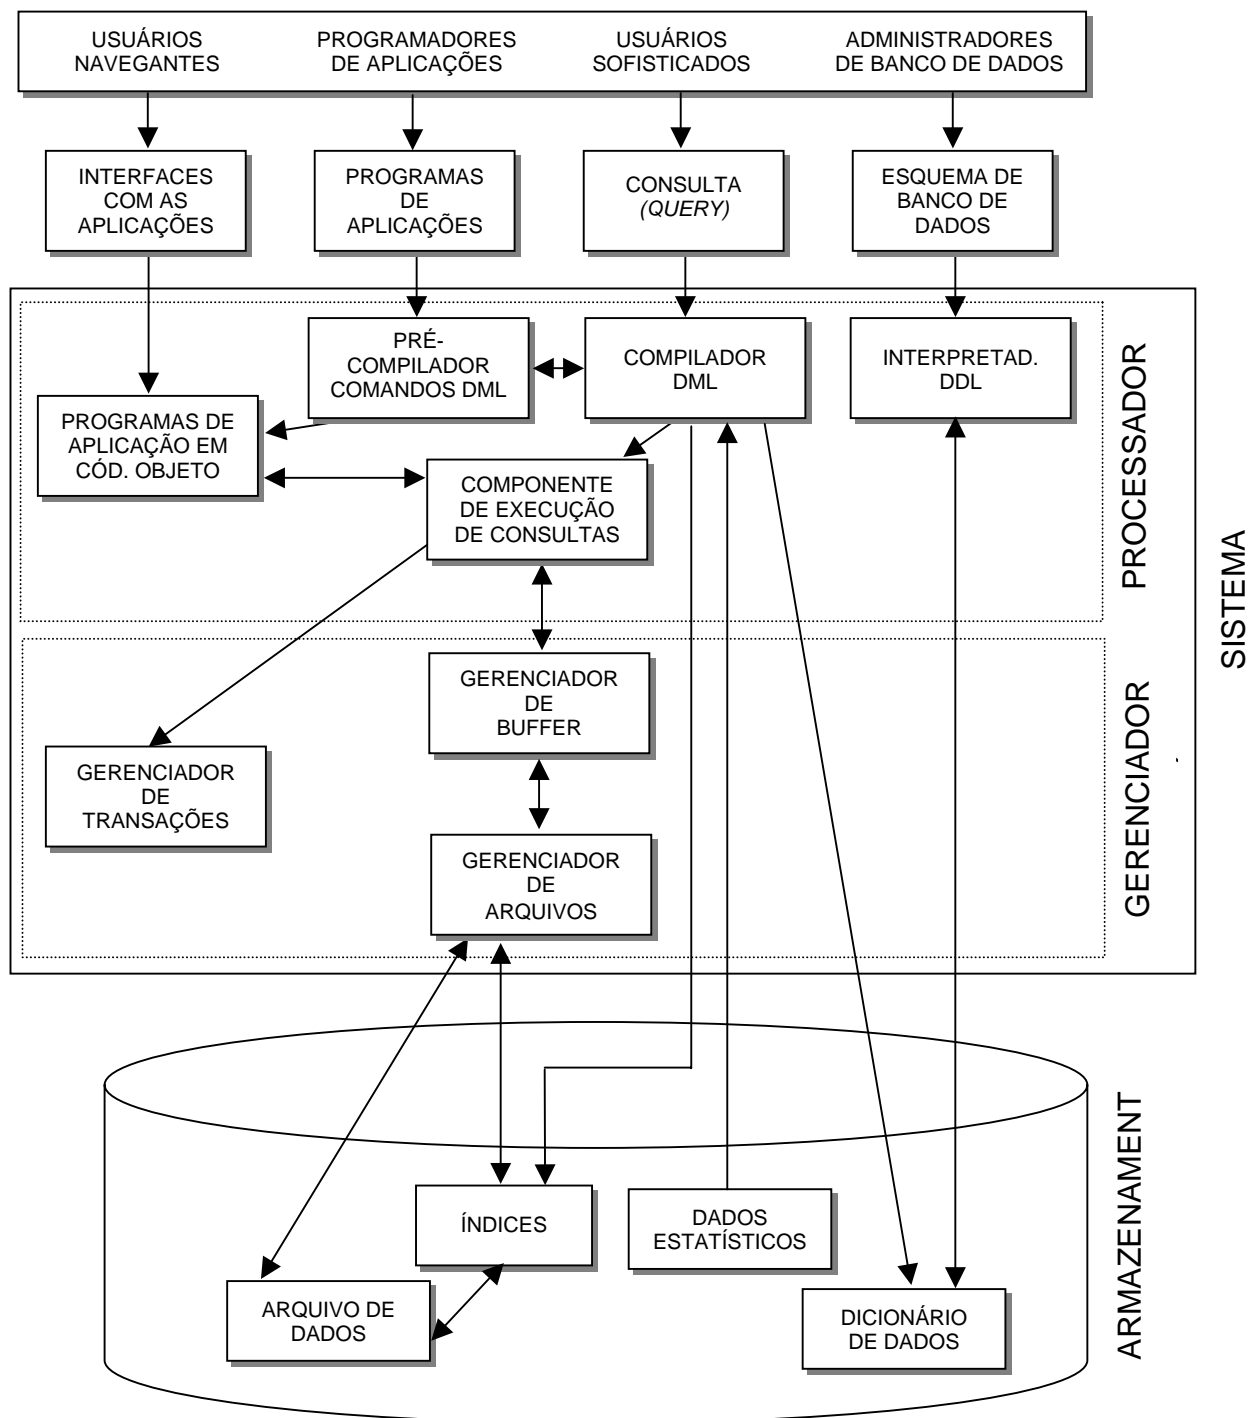 USUÁRIOS
NAVEGANTES
PROGRAMADORES
DE APLICAÇÕES
USUÁRIOS
SOFISTICADOS
ADMINISTRADORES
DE BANCO DE DADOS
INTERFACES
COM AS
APLICAÇÕES
PROGRAMAS
DE
APLICAÇÕES
CONSULTA
(QUERY)
ESQUEMA DE
BANCO DE
DADOS
PRÉ-
COMPILADOR
COMANDOS DML
COMPILADOR
DML
INTERPRETAD.
DDL
PROGRAMAS DE
APLICAÇÃO EM
CÓD. OBJETO
COMPONENTE
DE EXECUÇÃO
DE CONSULTAS
PROCESSADOR
SISTEMA
GERENCIADOR
DE
BUFFER
GERENCIADOR
DE
TRANSAÇÕES
GERENCIADOR
DE
ARQUIVOS
GERENCIADOR
ÍNDICES
DADOS
ESTATÍSTICOS
ARQUIVO DE
DADOS
DICIONÁRIO
DE DADOS
ARMAZENAMENT